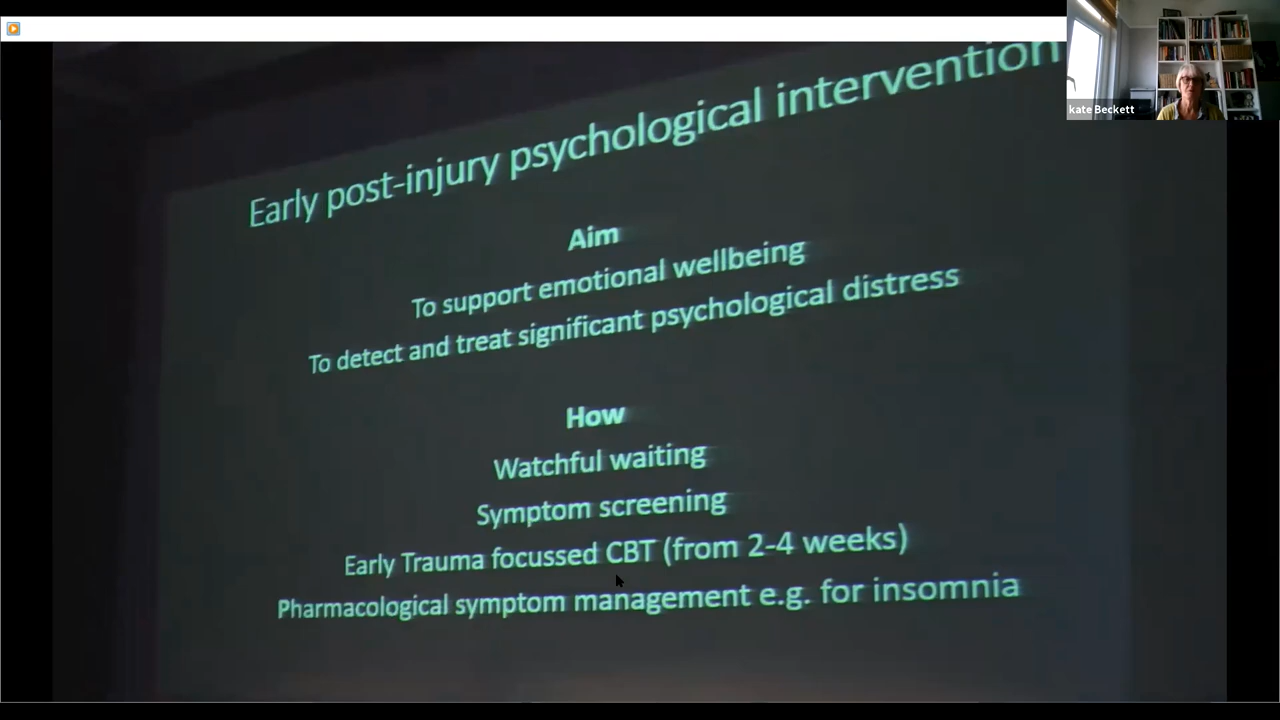 Early post-injury psychological intervention
Aim
To support emotional wellbeing
To detect and treat significant psychological distress
How
Watchful waiting
Symptom screening
Early Trauma focussed CBT (from 2-4 weeks)
Pharmacological symptom management e.g. for insomnia
kate Beckett